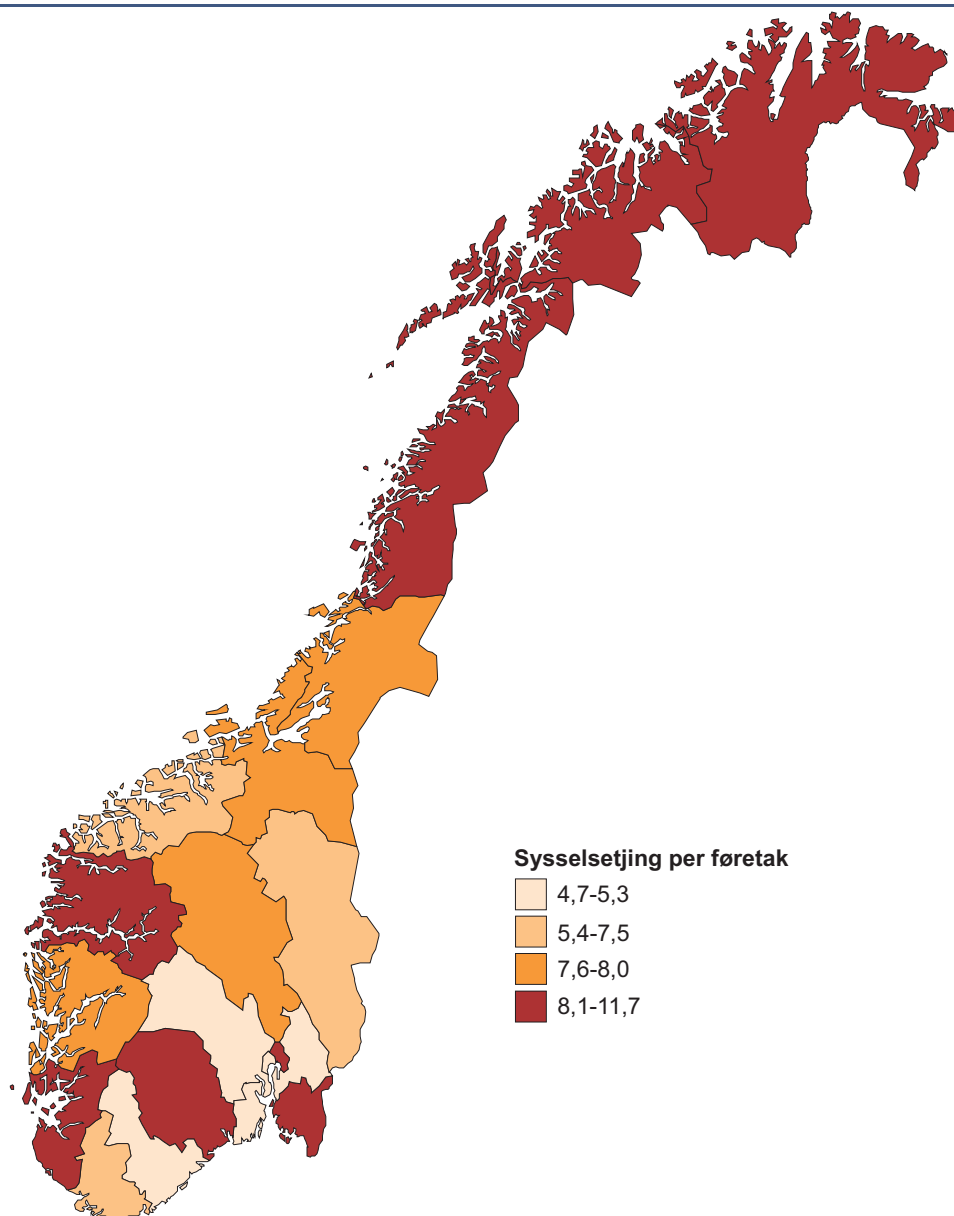 Sysselsetjing per føretak
4,7-5,3
5,4-7,5
7,6-8,0
8,1-11,7